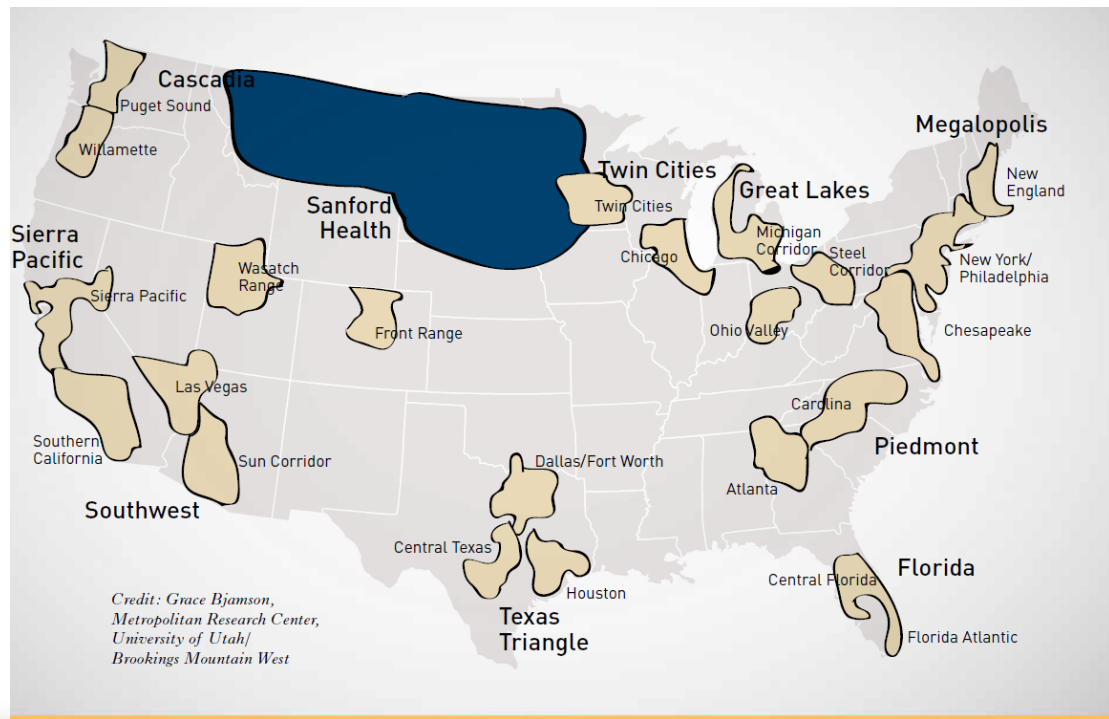 Cascadia
Puget Sound
Willamette
Sanford
Health
Twin Cities
Twin Cities
Great Lakes
Megalopolis
New
England
Michigan
Corridor
Steel
Corridor
Chicago
New York/
Philadelphia
Sierra
Pacific
Sierra Pacific
Wasatch
Range
Front Range
Ohio Valley
Chesapeake
Las Vegas
Carolina
Southern
California
Sun Corridor
Dallas/Fort Worth
Piedmont
Atlanta
Southwest
Central Texas
Houston
Central Florida
Florida
Texas
Triangle
Florida Atlantic
Credit: Grace Bjamson,
Metropolitan Research Center,
University of Utah/
Brookings Mountain West